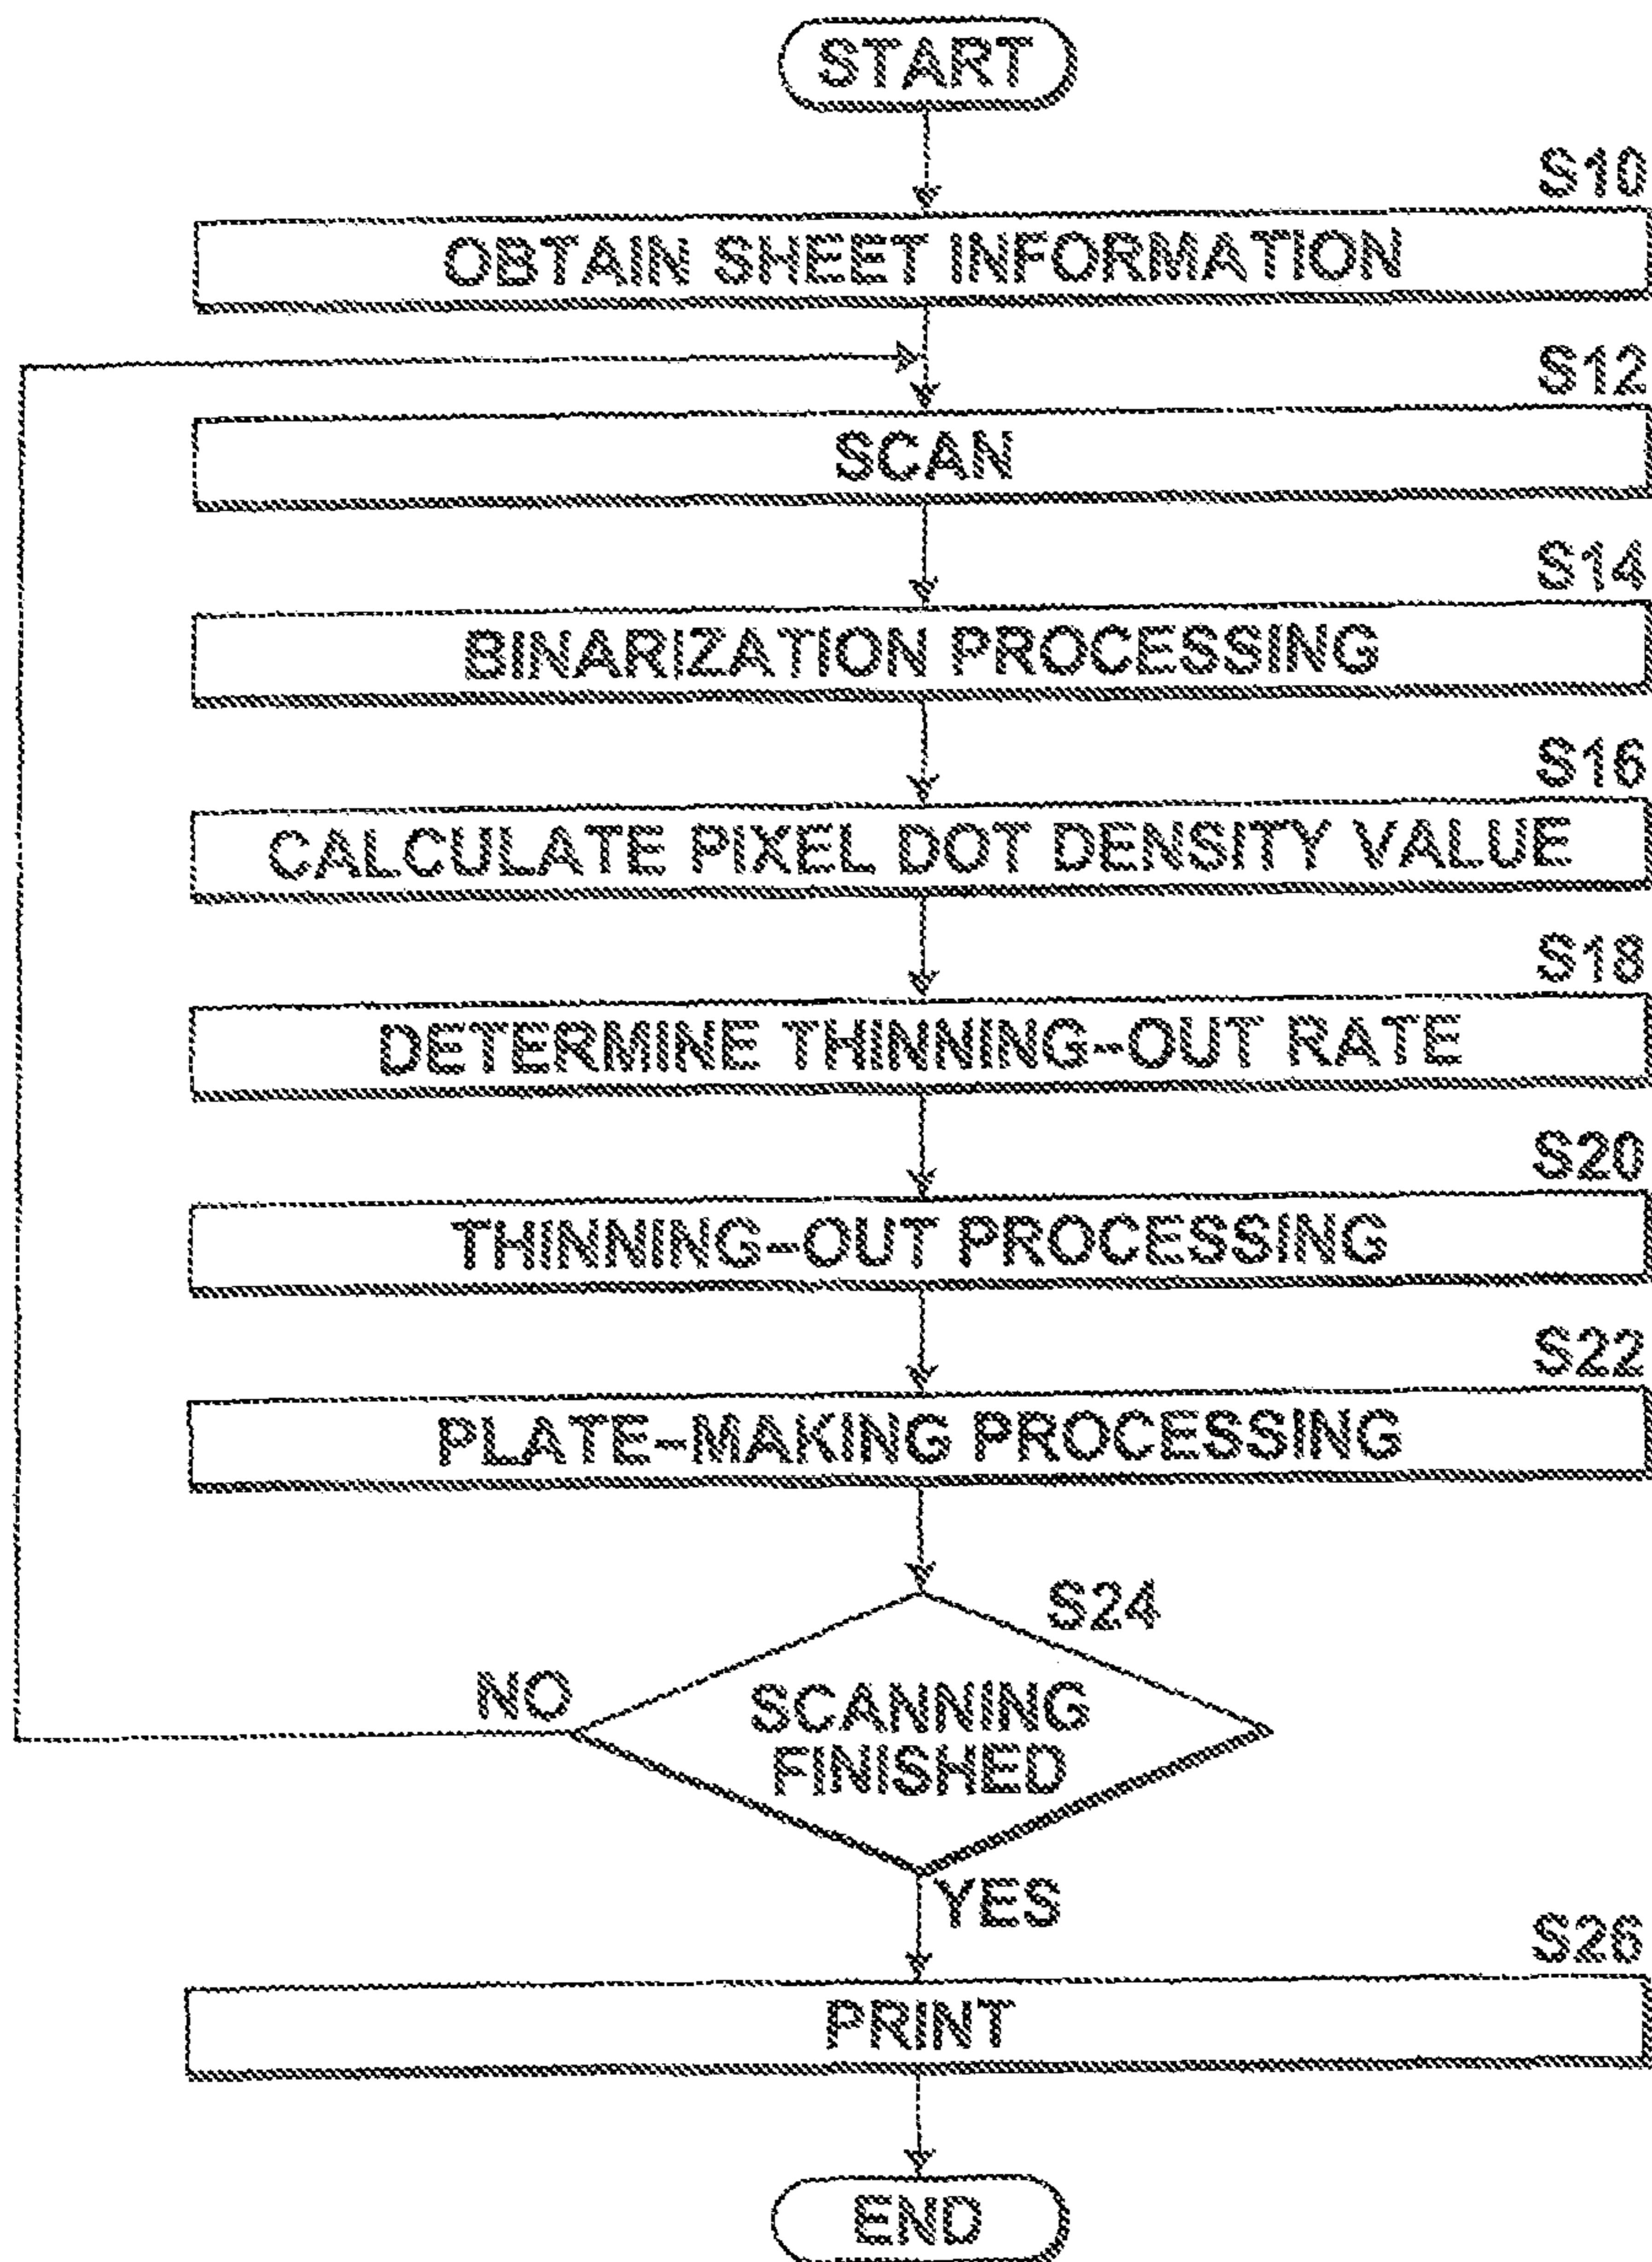 START
S10
OBTAIN SHEET INFORMATION
S12
SCAN
S14
BINARIZATION PROCESSING
S16
CALCULATE PIXEL DOT DENSITY VALUE
S18
DETERMINE THINNING-OUT RATE
S20
THINNING-OUT PROCESSING
S22
PLATE-MAKING PROCESSING
S24
NO
SCANNING
FINISHED
YES
S26
PRINT
END